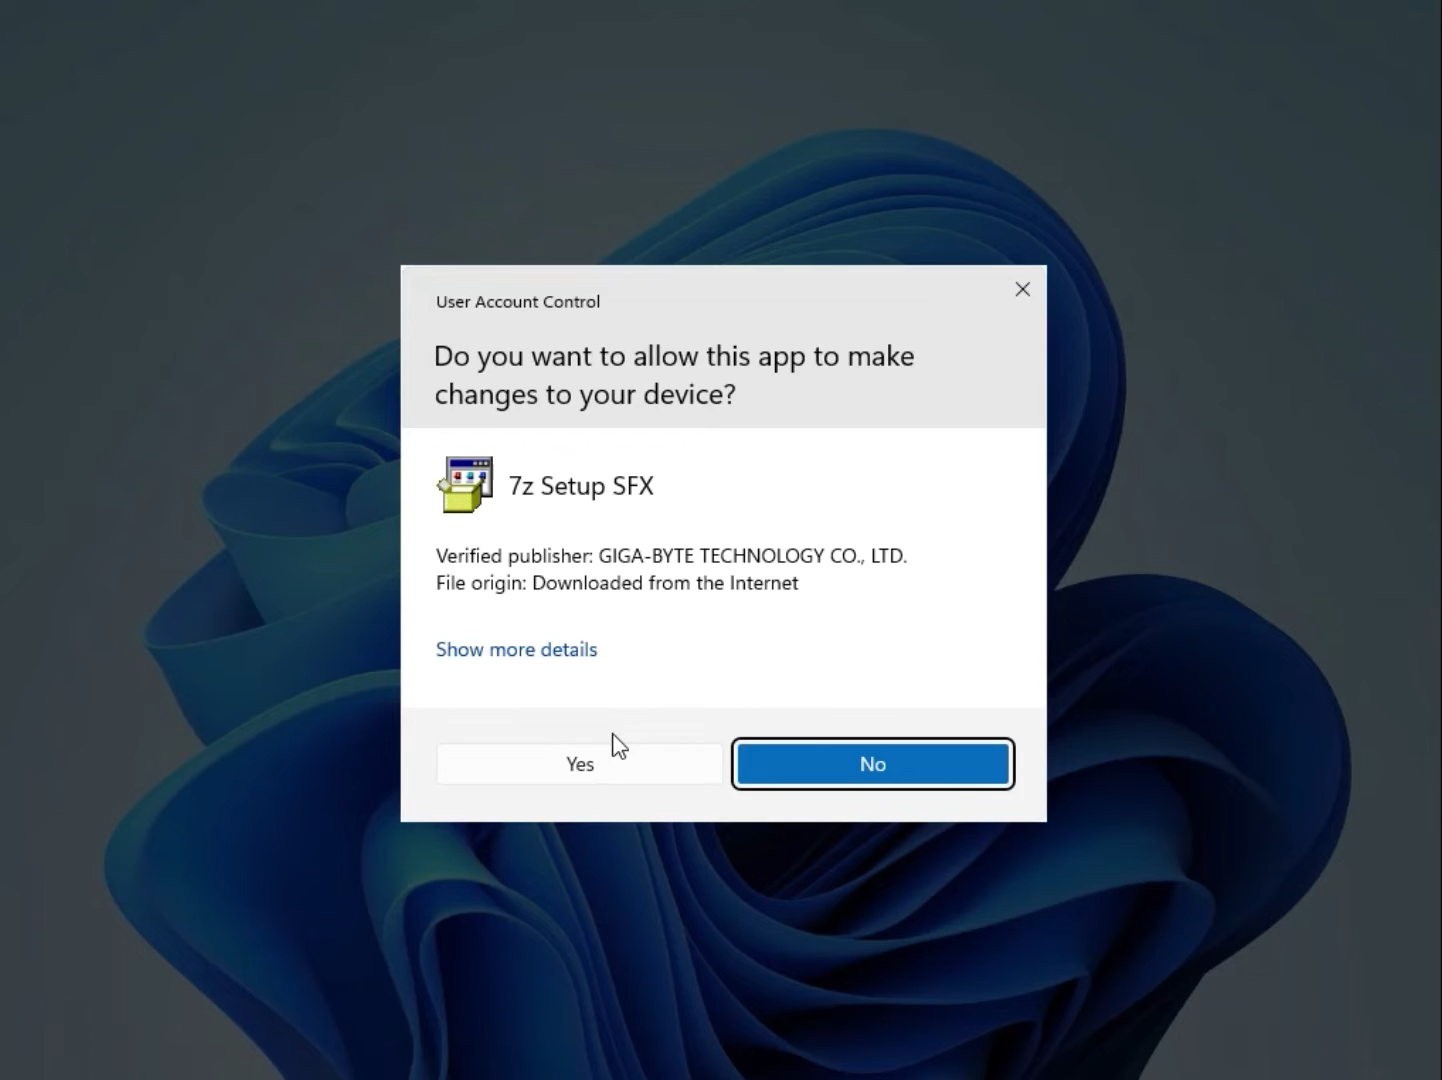 User Account Control
Do you want to allow this app to make
changes to your device?
7z Setup SFX
Verified publisher: GIGA-BYTE TECHNOLOGY CO., LTD.
File origin: Downloaded from the Internet
Show more details
Yes
No